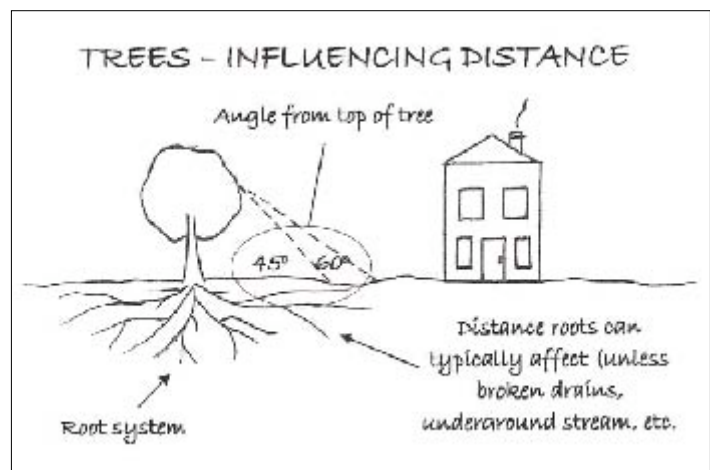 TREES – INFLUENCING DISTANCE
Angle from top of tree
45° 60°
Distance roots can
typically affect (unless
broken drains,
underground stream, etc.
Root system